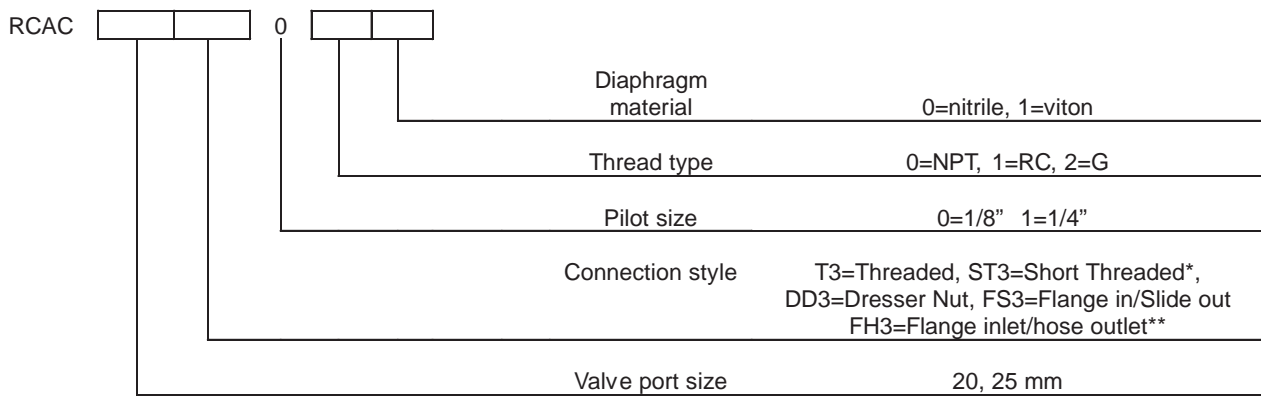 RCAC 0
Diaphragm
material 0=nitrile, 1=viton
Thread type 0=NPT, 1=RC, 2=G
Pilot size 0=1/8” 1=1/4”
Connection style T3=Threaded, ST3=Short Threaded*,
DD3=Dresser Nut, FS3=Flange in/Slide out
FH3=Flange inlet/hose outlet**
Valve port size 20, 25 mm